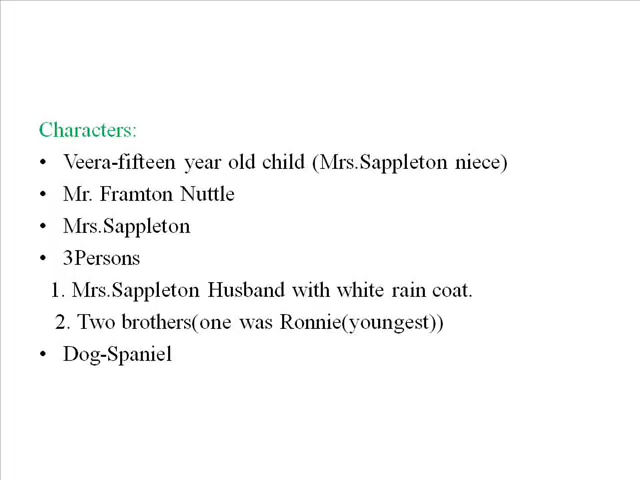 Characters:
• Veera-fifteen year old child (Mrs.Sappleton niece)
• Mr. Framton Nuttle
• Mrs.Sappleton
• 3Persons
1. Mrs.Sappleton Husband with white rain coat.
2. Two brothers(one was Ronnie(youngest))
• Dog-Spaniel